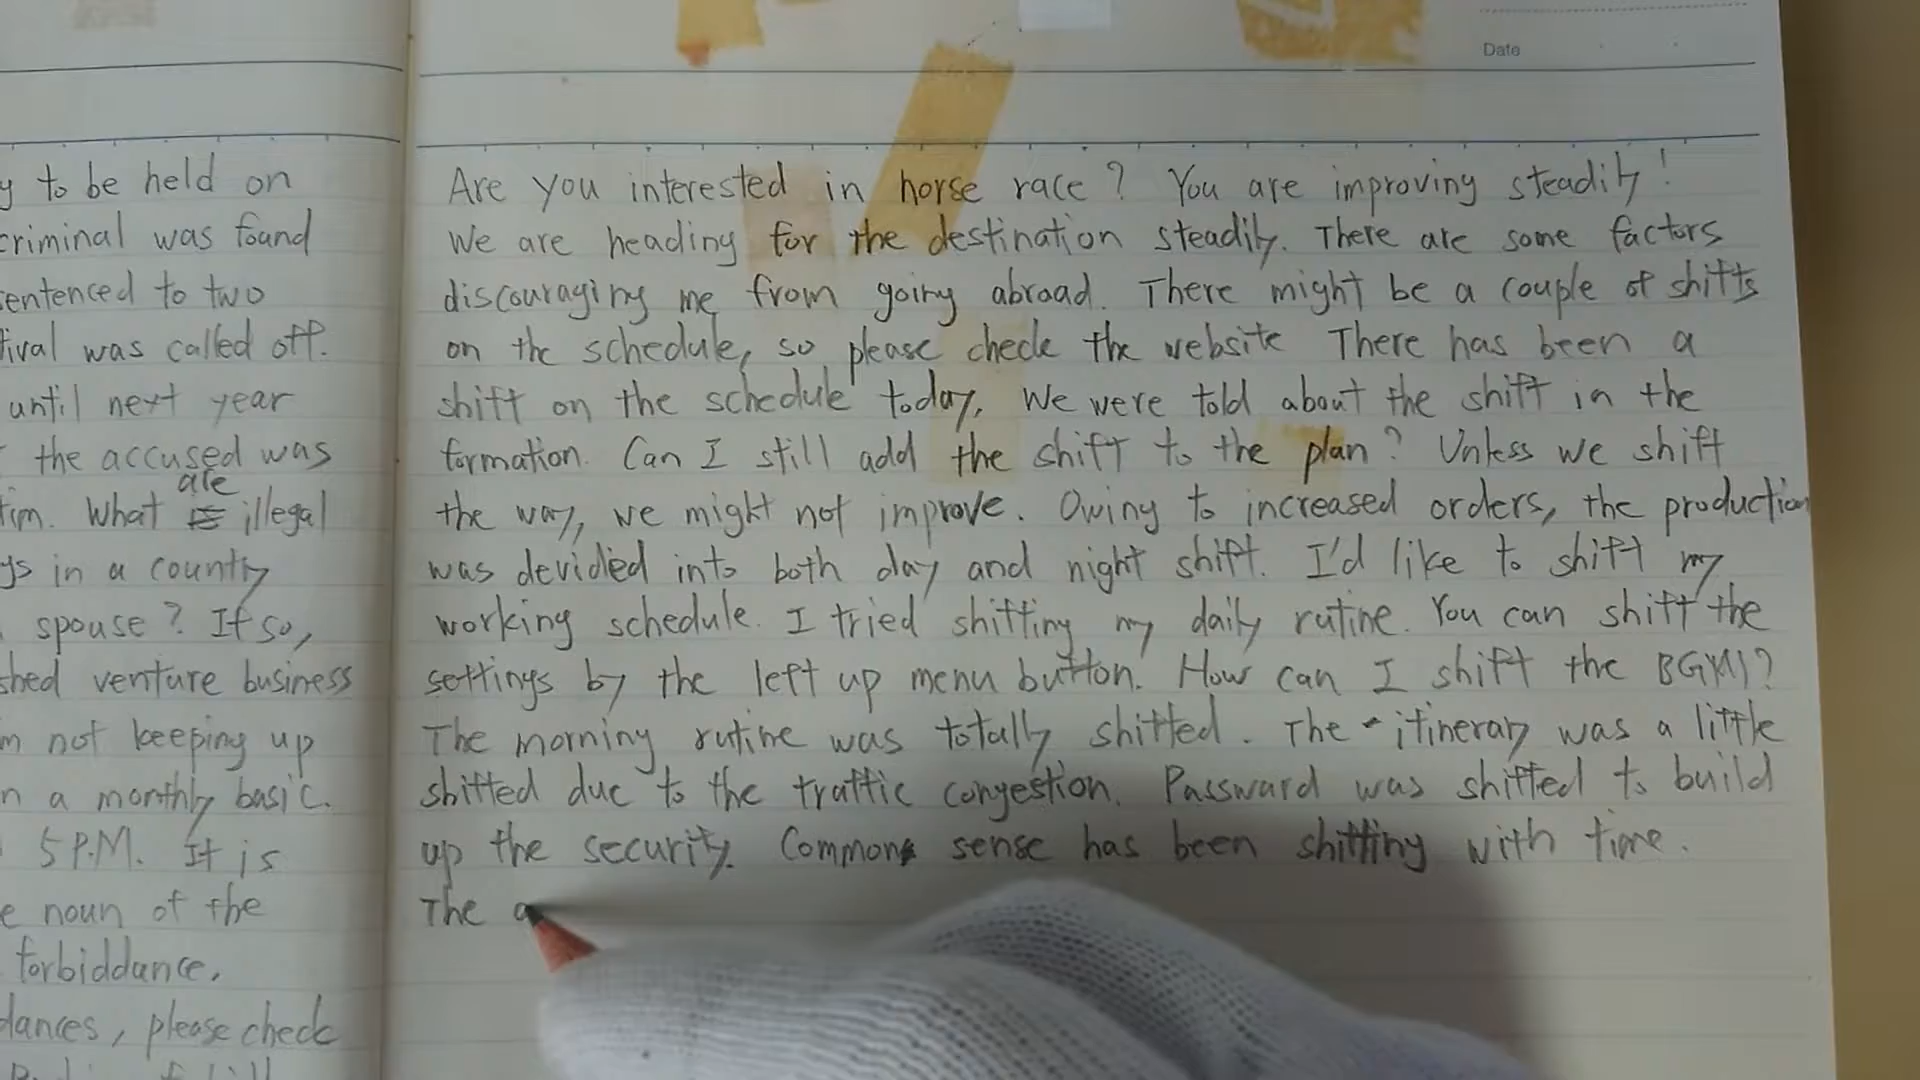 y to be held on
criminal was found
sentenced to two
tival was called off.
until next year
the accused was
are
tim. What is illegal
ys in a county
spouse? If so,
shed venture business
m not keeping up
n a monthly basic.
5 P.M. It is
e noun of the
forbiddance.
dances, please check
Date
Are you interested in horse race? You are improving steadily!
We are heading for the destination steadily. There are some factors
discouraging me from going abroad. There might be a couple of shifts
on the schedule, so please check the website There has been a
shift on the schedule today. We were told about the shift in the
formation. Can I still add the shift to the plan? Unless we shift
the way, we might not improve. Owing to increased orders, the production
was devided into both day and night shift. I'd like to shift my
working schedule. I tried shifting my daily rutine. You can shift the
settings by the left up menu button. How can I shift the BGM?
The morning rutine was totally shifted. The itinerary was a little
shifted due to the traffic congestion. Passward was shifted to build
up the security. Common sense has been shifting with time.
The a